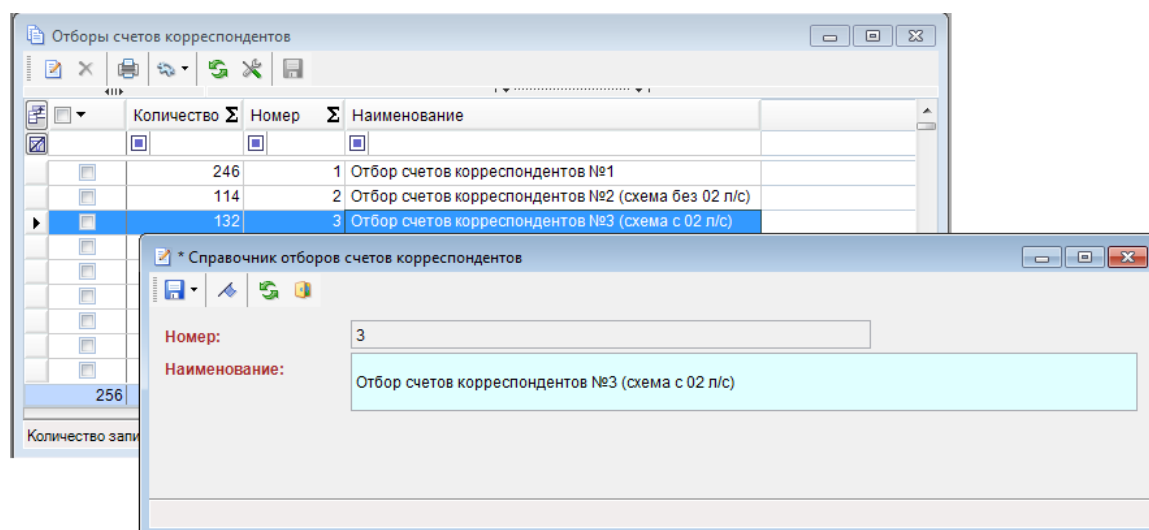 Отборы счетов корреспондентов
Количество Σ Номер Σ Наименование
246 1 Отбор счетов корреспондентов №1
114 2 Отбор счетов корреспондентов №2 (схема без 02 л/с)
132 3 Отбор счетов корреспондентов №3 (схема с 02 л/с)
* Справочник отборов счетов корреспондентов
Номер: 3
Наименование: Отбор счетов корреспондентов №3 (схема с 02 л/с)
256
Количество запи